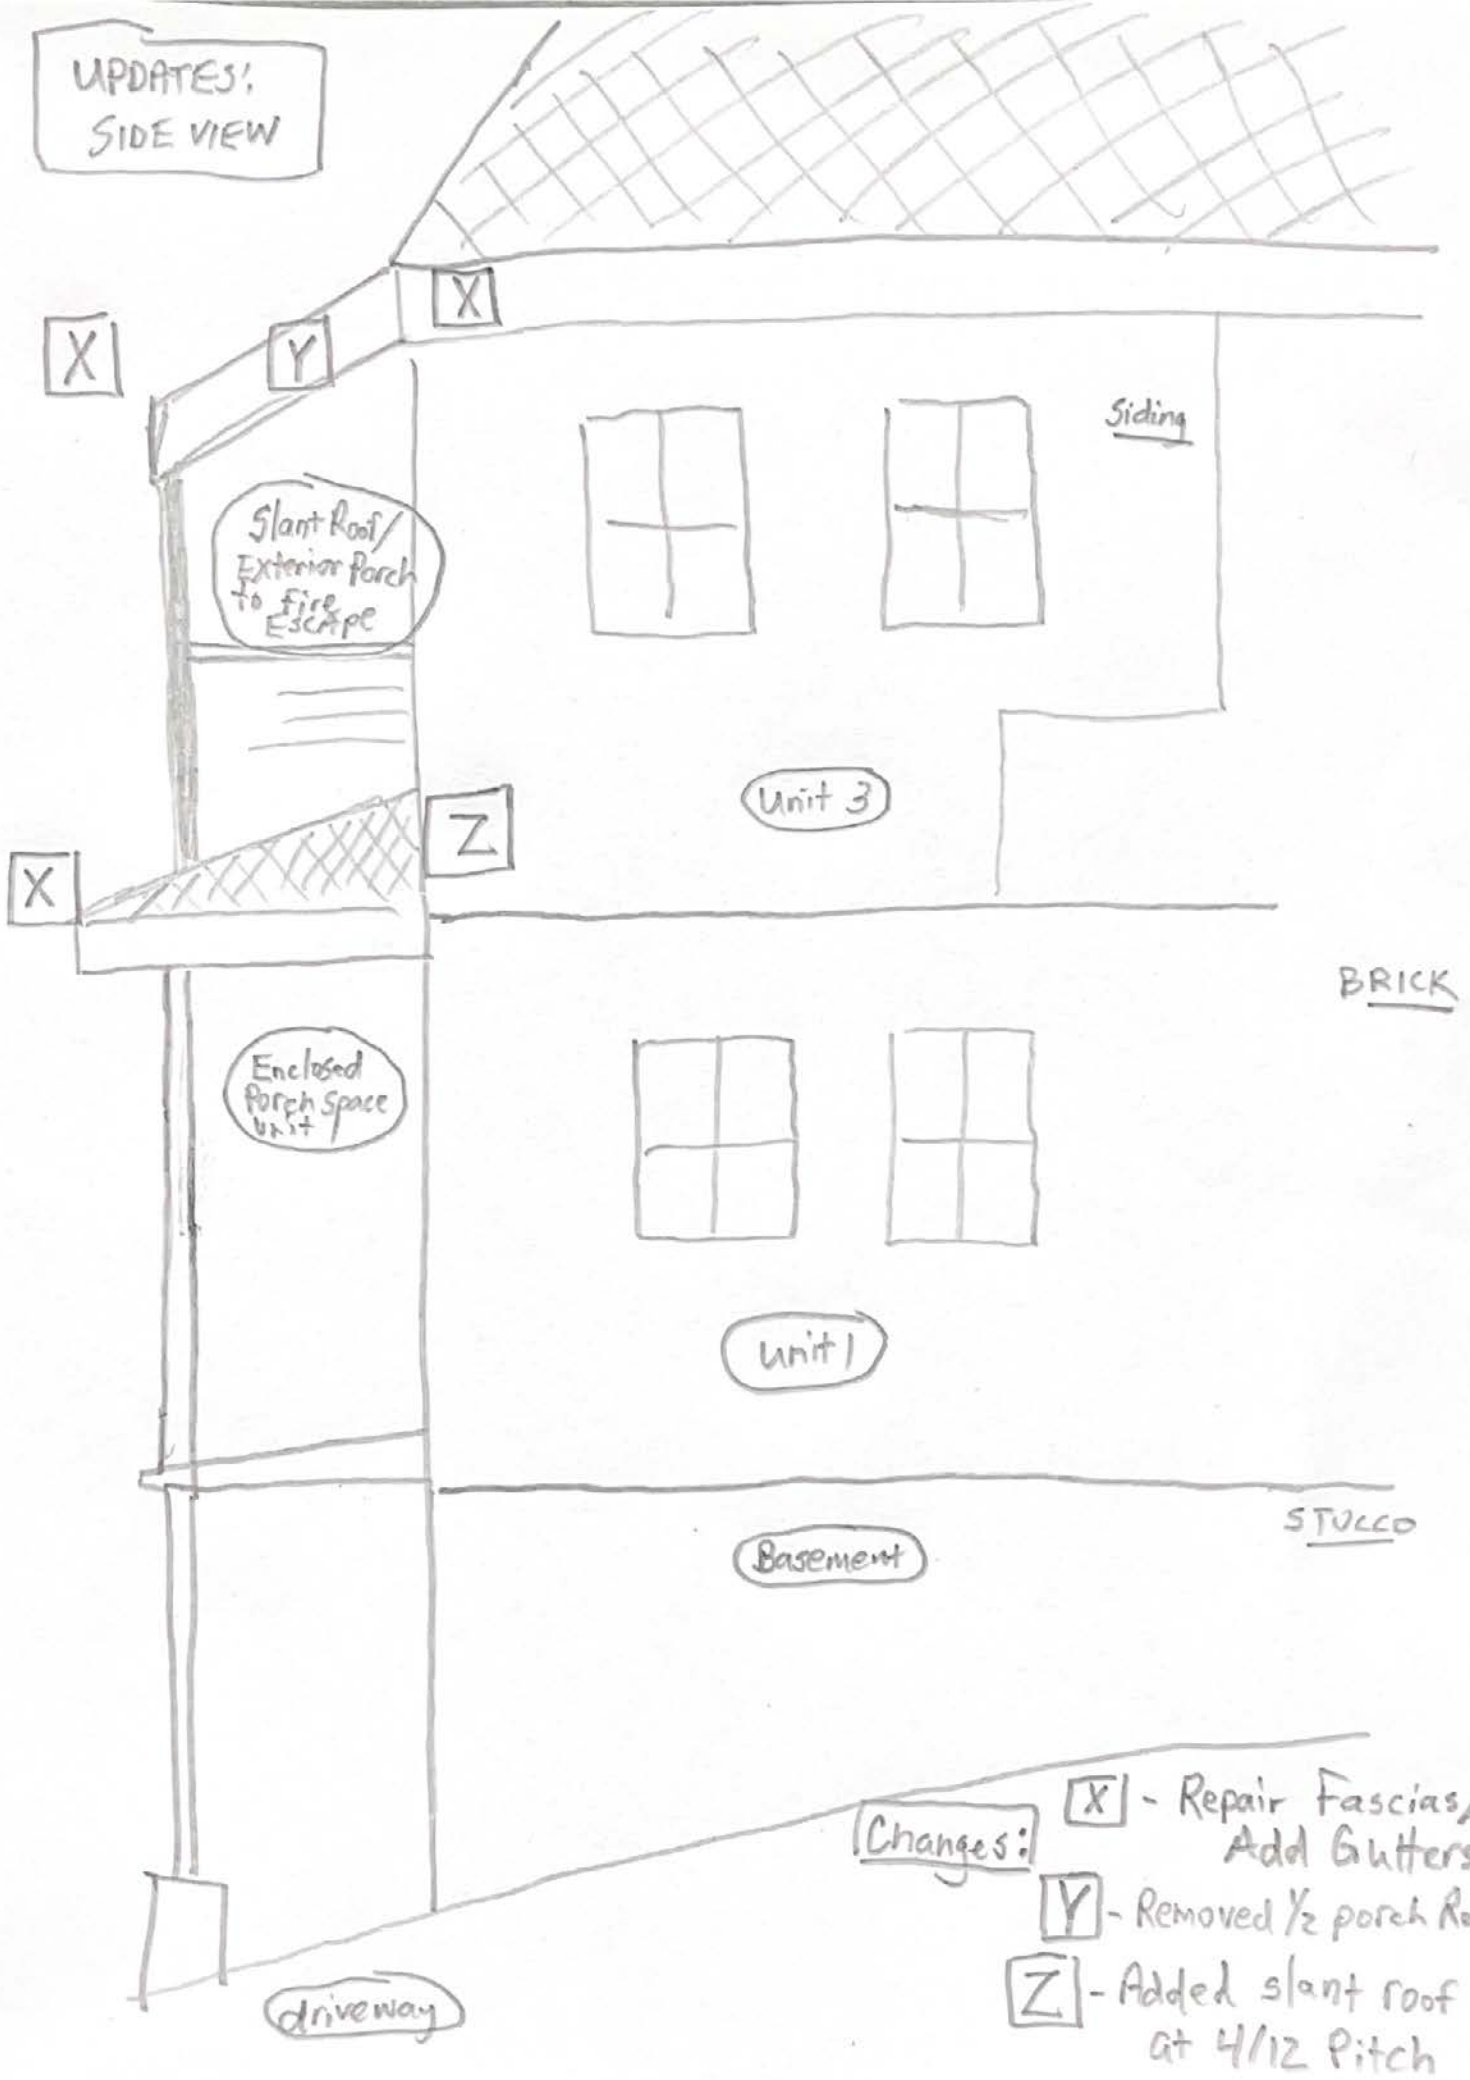 UPDATES:
SIDE VIEW
X
X
Y
Siding
Slant Roof/
Exterior Porch
to fire
Escape
Unit 3
Z
X
BRICK
Enclosed
Porch Space
Unit
Unit 1
STUCCO
Basement
Changes:
X - Repair Fascias,
Add Gutters
Y - Removed 1/2 porch
Z - Added slant roof
at 4/12 Pitch
driveway